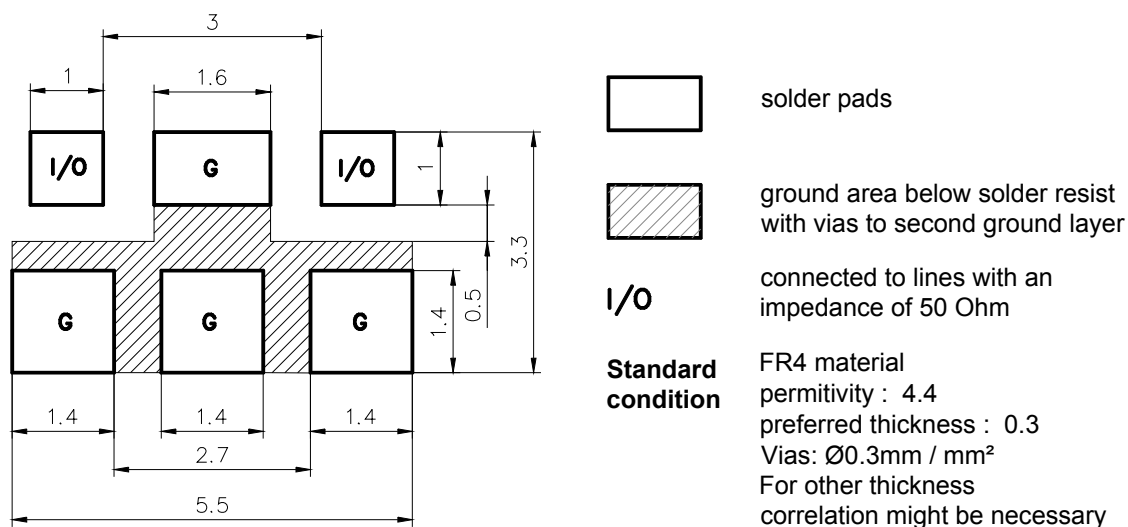 3
1
1.6
I/O
G
I/O
1
3.3
0.5
1.4
G
G
G
1.4
1.4
1.4
2.7
5.5
solder pads
ground area below solder resist
with vias to second ground layer
I/O
connected to lines with an
impedance of 50 Ohm
Standard
condition
FR4 material
permitivity : 4.4
preferred thickness : 0.3
Vias: Ø0.3mm / mm²
For other thickness
correlation might be necessary